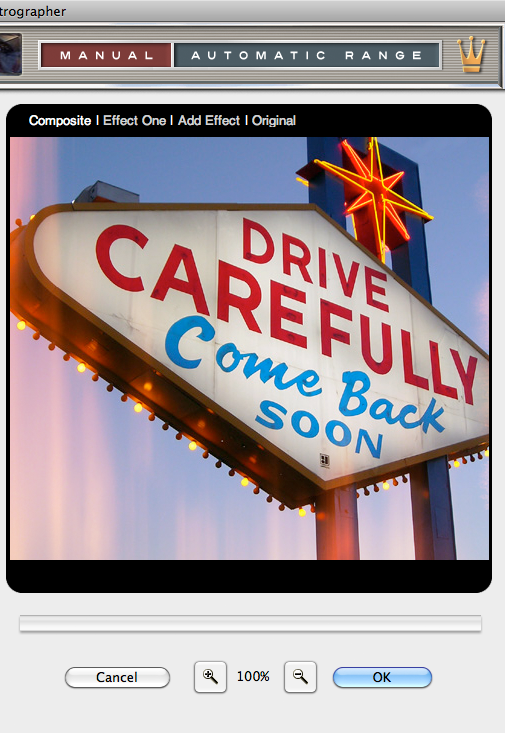 trographer
MANUAL AUTOMATIC RANGE
Composite | Effect One | Add Effect | Original
DRIVE
CAREFULLY
Come Back
SOON
Cancel 100% OK